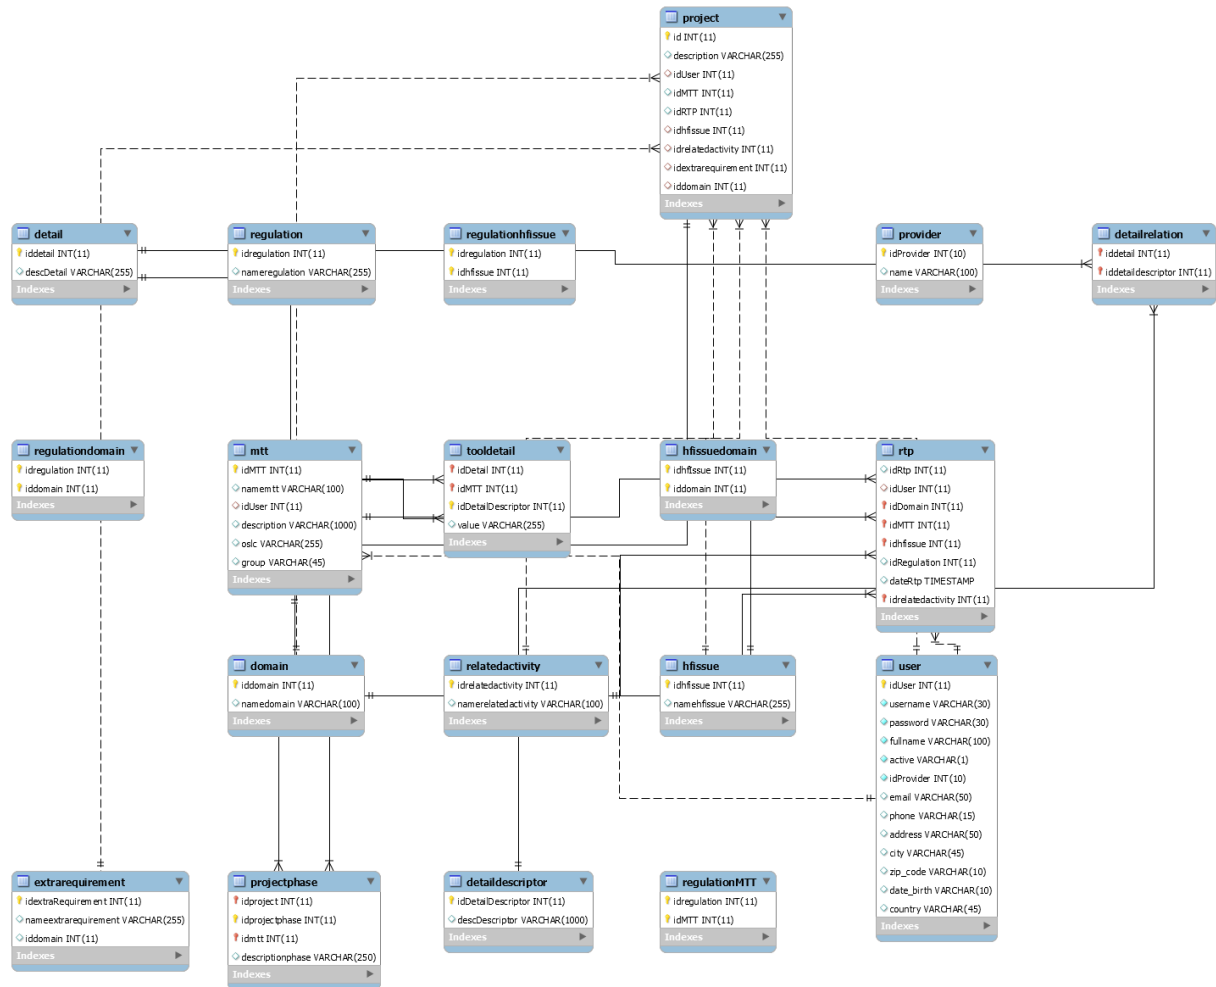 project
id INT(11)
description VARCHAR(255)
idUser INT(11)
idMTT INT(11)
idRTP INT(11)
idhfissue INT(11)
idrelatedactivity INT(11)
idextrarequirement INT(11)
iddomain INT(11)
Indexes
detail
iddetail INT(11)
descDetail VARCHAR(255)
Indexes
regulation
idregulation INT(11)
nameregulation VARCHAR(255)
Indexes
regulationhfissue
idregulation INT(11)
idhfissue INT(11)
Indexes
provider
idProvider INT(10)
name VARCHAR(100)
Indexes
detailrelation
iddetail INT(11)
iddetaildescriptor INT(11)
Indexes
regulationdomain
idregulation INT(11)
iddomain INT(11)
Indexes
mtt
idMTT INT(11)
namemtt VARCHAR(100)
idUser INT(11)
description VARCHAR(1000)
oslc VARCHAR(255)
group VARCHAR(45)
Indexes
tooldetail
idDetail INT(11)
idMTT INT(11)
idDetailDescriptor INT(11)
value VARCHAR(255)
Indexes
hfissuedomain
idhfIssue INT(11)
iddomain INT(11)
Indexes
rtp
idRtp INT(11)
idUser INT(11)
idDomain INT(11)
idMTT INT(11)
idhfissue INT(11)
idRegulation INT(11)
dateRtp TIMESTAMP
idrelatedactivity INT(11)
Indexes
domain
iddomain INT(11)
namedomain VARCHAR(100)
Indexes
relatedactivity
idrelatedactivity INT(11)
namerelatedactivity VARCHAR(100)
Indexes
hfissue
idhfissue INT(11)
namehfissue VARCHAR(255)
Indexes
user
idUser INT(11)
username VARCHAR(30)
password VARCHAR(30)
fullname VARCHAR(100)
active VARCHAR(1)
idProvider INT(10)
email VARCHAR(50)
phone VARCHAR(15)
address VARCHAR(50)
city VARCHAR(45)
zip_code VARCHAR(10)
date_birth VARCHAR(10)
country VARCHAR(45)
Indexes
extrarequirement
idextraRequirement INT(11)
nameextrarequirement VARCHAR(255)
iddomain INT(11)
Indexes
projectphase
idproject INT(11)
idprojectphase INT(11)
idmtt INT(11)
descriptionphase VARCHAR(250)
Indexes
detaildescriptor
idDetailDescriptor INT(11)
descDescriptor VARCHAR(1000)
Indexes
regulationMTT
idregulation INT(11)
idMTT INT(11)
Indexes